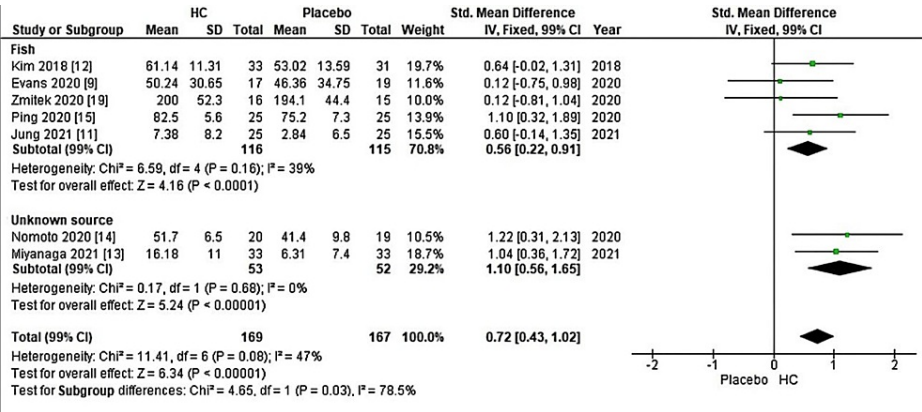 HC Placebo Std. Mean Difference Std. Mean Difference
Study or Subgroup Mean SD Total Mean SD Total Weight IV, Fixed, 99% CI Year IV, Fixed, 99% CI
Fish
Kim 2018 [12] 61.14 11.31 33 53.02 13.59 31 19.7% 0.64 [-0.02, 1.31] 2018
Evans 2020 [9] 50.24 30.65 17 46.36 34.75 19 11.6% 0.12 [-0.75, 0.98] 2020
Zmitek 2020 [19] 200 52.3 16 194.1 44.4 15 10.0% 0.12 [-0.81, 1.04] 2020
Ping 2020 [15] 82.5 5.6 25 75.2 7.3 25 13.9% 1.10 [0.32, 1.89] 2020
Jung 2021 [11] 7.38 8.2 25 2.84 6.5 25 15.5% 0.60 [-0.14, 1.35] 2021
Subtotal (99% CI) 116 115 70.8% 0.56 [0.22, 0.91]
Heterogeneity: Chi² = 6.59, df = 4 (P = 0.16); I² = 39%
Test for overall effect: Z = 4.16 (P < 0.0001)
Unknown source
Nomoto 2020 [14] 51.7 6.5 20 41.4 9.8 19 10.5% 1.22 [0.31, 2.13] 2020
Miyanaga 2021 [13] 16.18 11 33 6.31 7.4 33 18.7% 1.04 [0.36, 1.72] 2021
Subtotal (99% CI) 53 52 29.2% 1.10 [0.56, 1.65]
Heterogeneity: Chi² = 0.17, df = 1 (P = 0.68); I² = 0%
Test for overall effect: Z = 5.24 (P < 0.00001)
Total (99% CI) 169 167 100.0% 0.72 [0.43, 1.02]
Heterogeneity: Chi² = 11.41, df = 6 (P = 0.08); I² = 47%
Test for overall effect: Z = 6.34 (P < 0.00001)
Test for Subgroup differences: Chi² = 4.65, df = 1 (P = 0.03), I² = 78.5%
-2 -1 0 1 2
Placebo HC